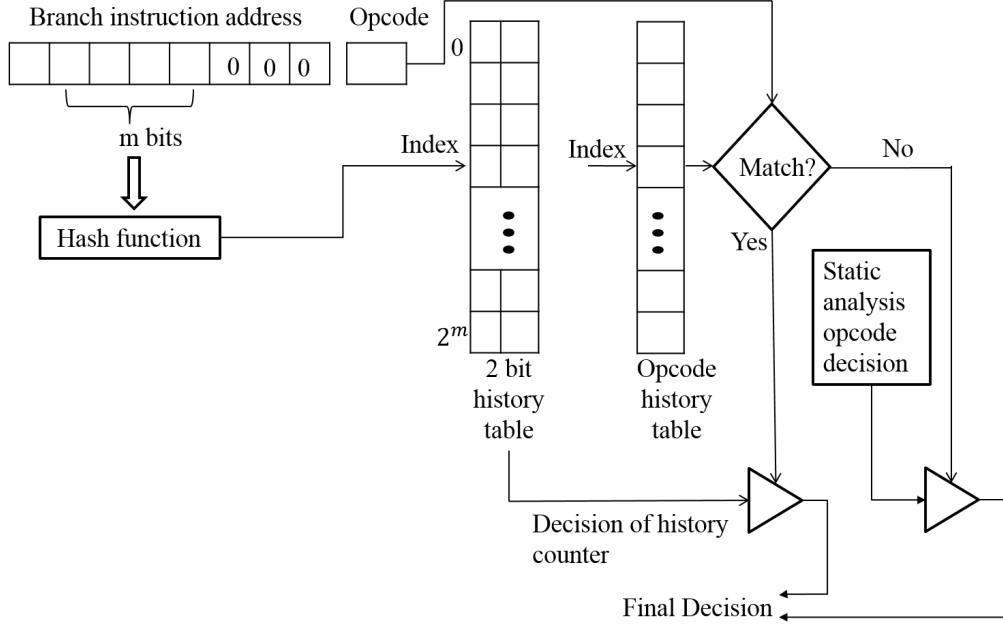 Branch instruction address
Opcode
0 0 0
0
m bits
Index
Index
Match?
No
Hash function
Yes
Static
analysis
opcode
decision
2^m
2 bit
history
table
Opcode
history
table
Decision of history
counter
Final Decision